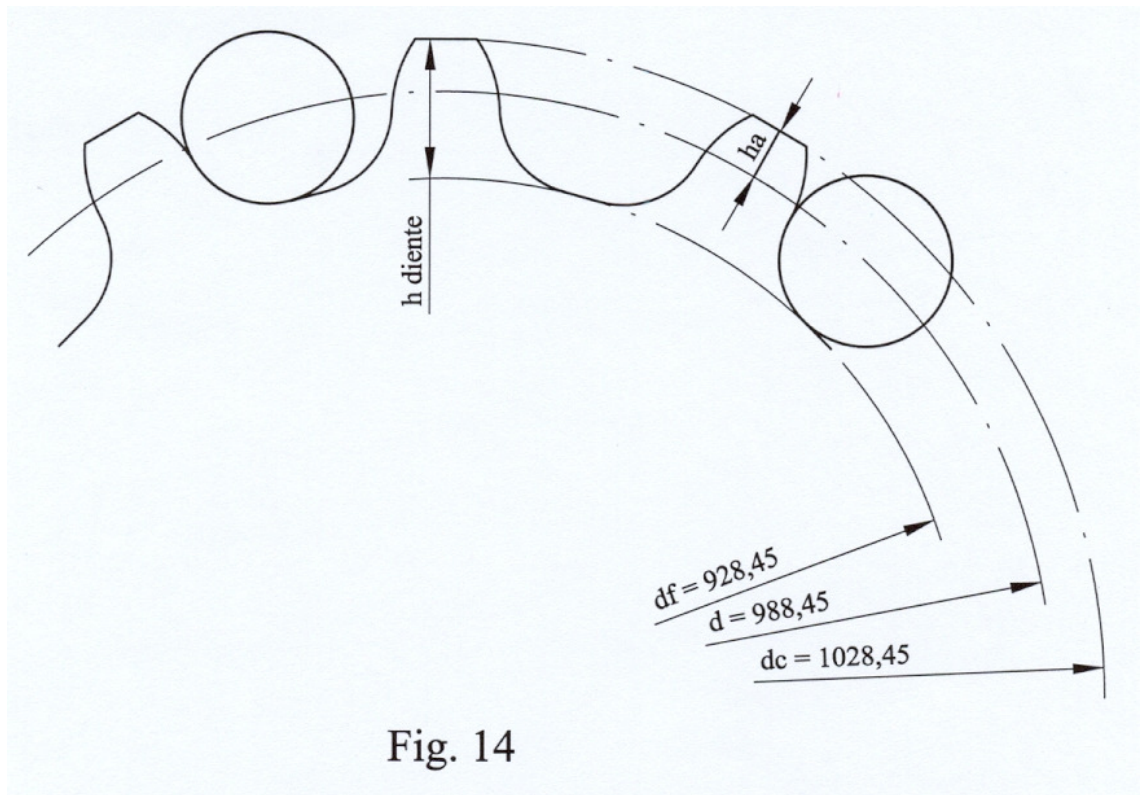 ha
h diente
df = 928,45
d = 988,45
dc = 1028,45
Fig. 14